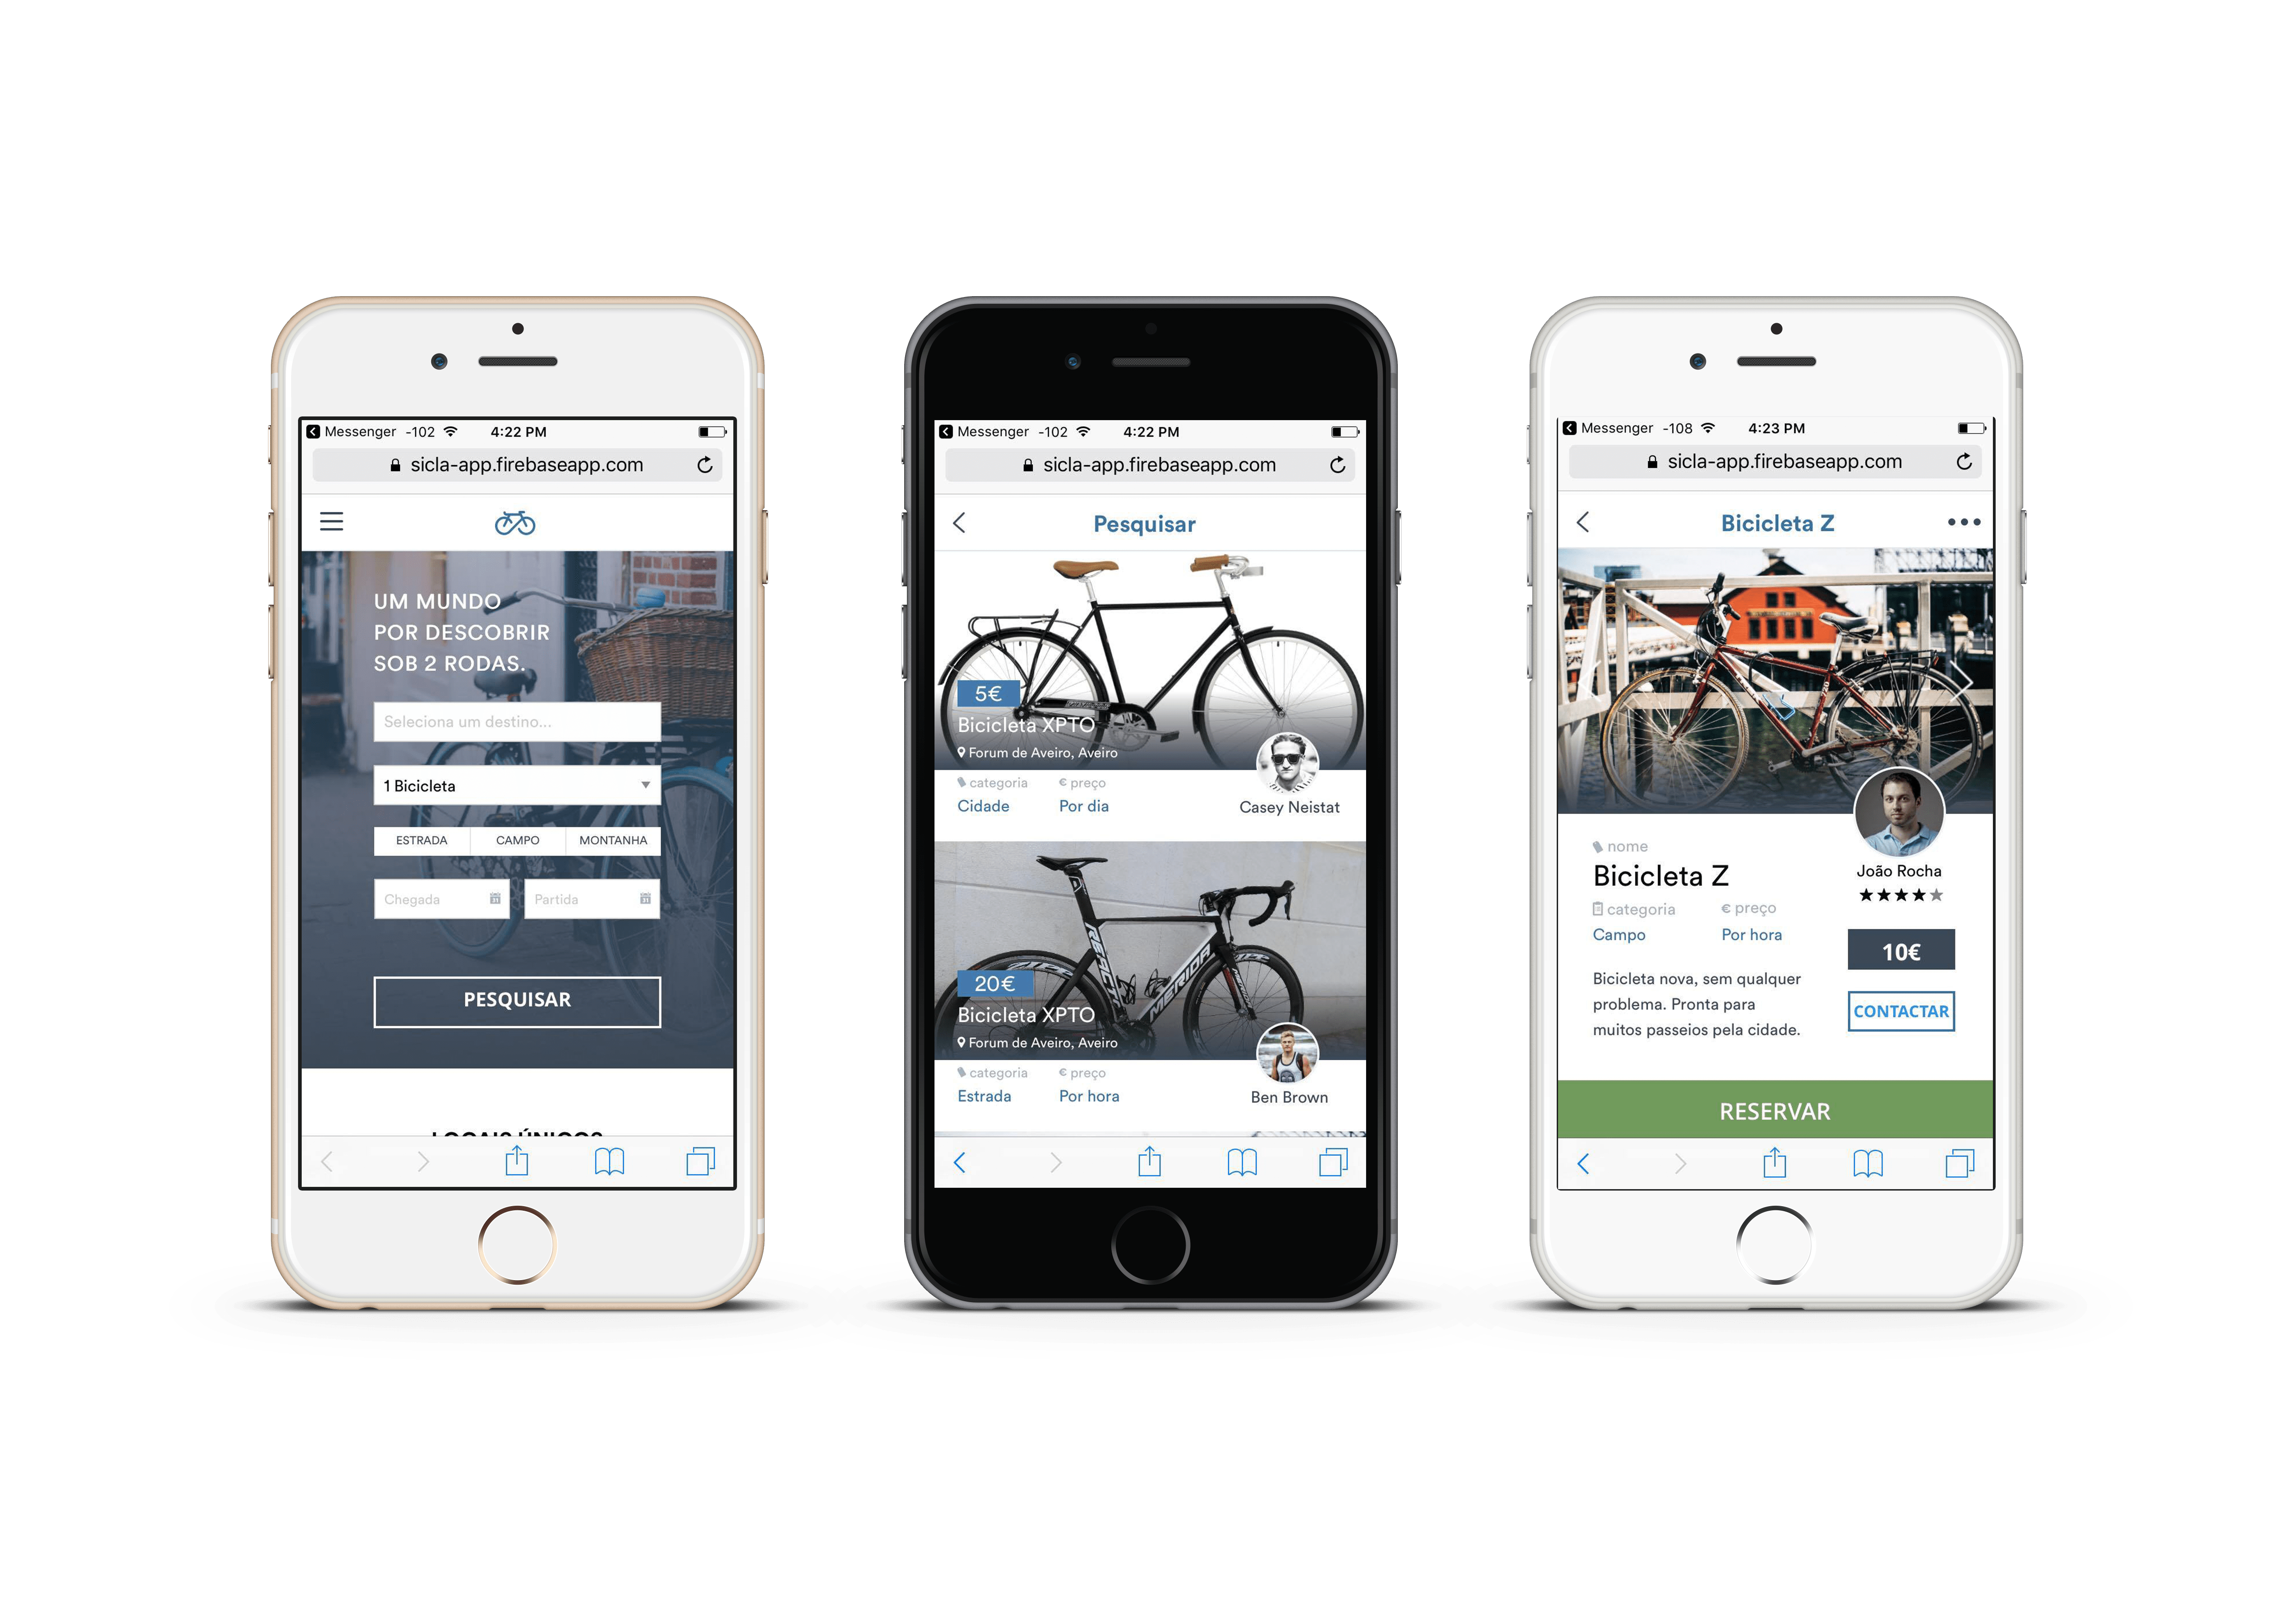 Messenger -102 4:22 PM
sicla-app.firebaseapp.com
UM MUNDO
POR DESCOBRIR
SOB 2 RODAS.
Seleciona um destino...
1 Bicicleta
ESTRADA CAMPO MONTANHA
Chegada Partida
PESQUISAR
LOCAIS ÚNICOS
Messenger -102 4:22 PM
sicla-app.firebaseapp.com
Pesquisar
5€
Bicicleta XPTO
Forum de Aveiro, Aveiro
categoria € preço
Cidade Por dia
Casey Neistat
REACTO
MERIDA
20€
Bicicleta XPTO
Forum de Aveiro, Aveiro
categoria € preço
Estrada Por hora
Ben Brown
Messenger -108 4:23 PM
sicla-app.firebaseapp.com
Bicicleta Z
nome
Bicicleta Z
João Rocha
categoria € preço
Campo Por hora
10€
Bicicleta nova, sem qualquer
problema. Pronta para
muitos passeios pela cidade.
CONTACTAR
RESERVAR